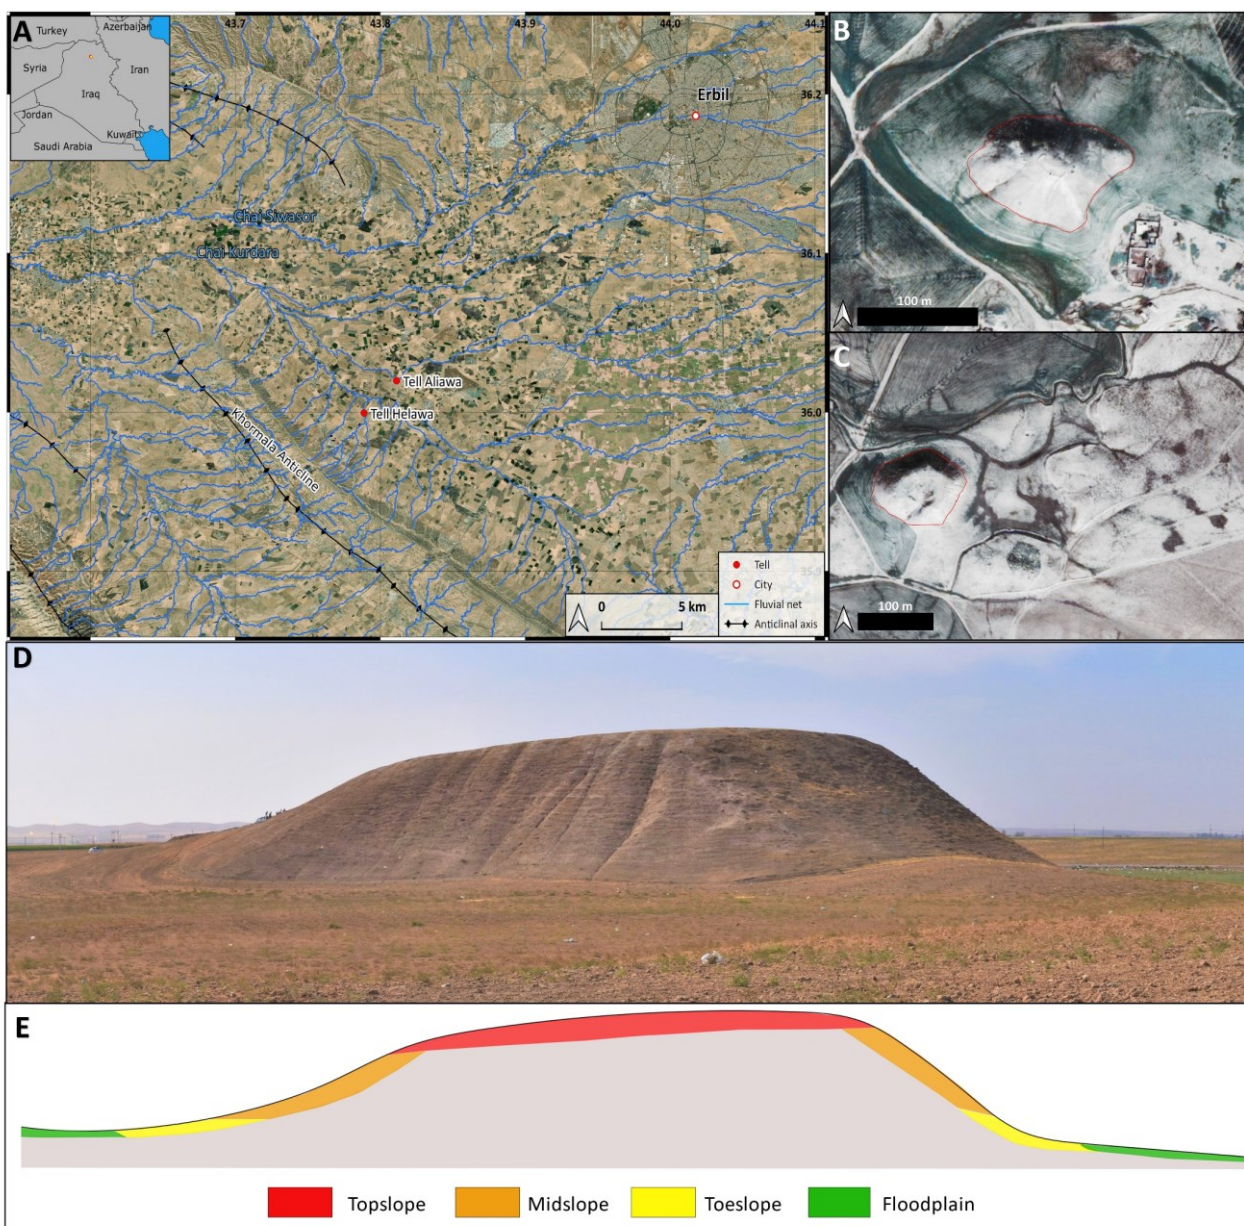 A
43.7
43.8
43.9
44.0
44.1
Turkey
Azerbaijan
Syria
Iran
Iraq
Jordan
Kuwait
Saudi Arabia
36.2
Erbil
Chai Siwasor
Chai Kurdara
36.1
Tell Aliawa
Tell Helawa
36.0
Khormala Anticline
Tell
City
Fluvial net
Anticlinal axis
0
5 km
B
100 m
C
100 m
D
E
Topslope
Midslope
Toeslope
Floodplain